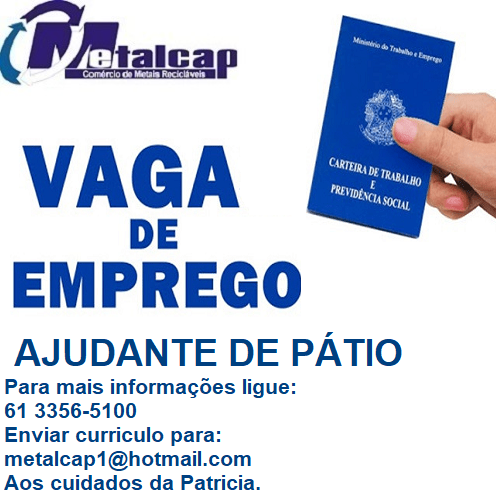 Metalcap
Comércio de Metais Recicláveis
Ministério do Trabalho e Emprego
CARTEIRA DE TRABALHO
E
PREVIDÊNCIA SOCIAL
VAGA
DE
EMPREGO
AJUDANTE DE PÁTIO
Para mais informações ligue:
61 3356-5100
Enviar curriculo para:
metalcap1@hotmail.com
Aos cuidados da Patricia.